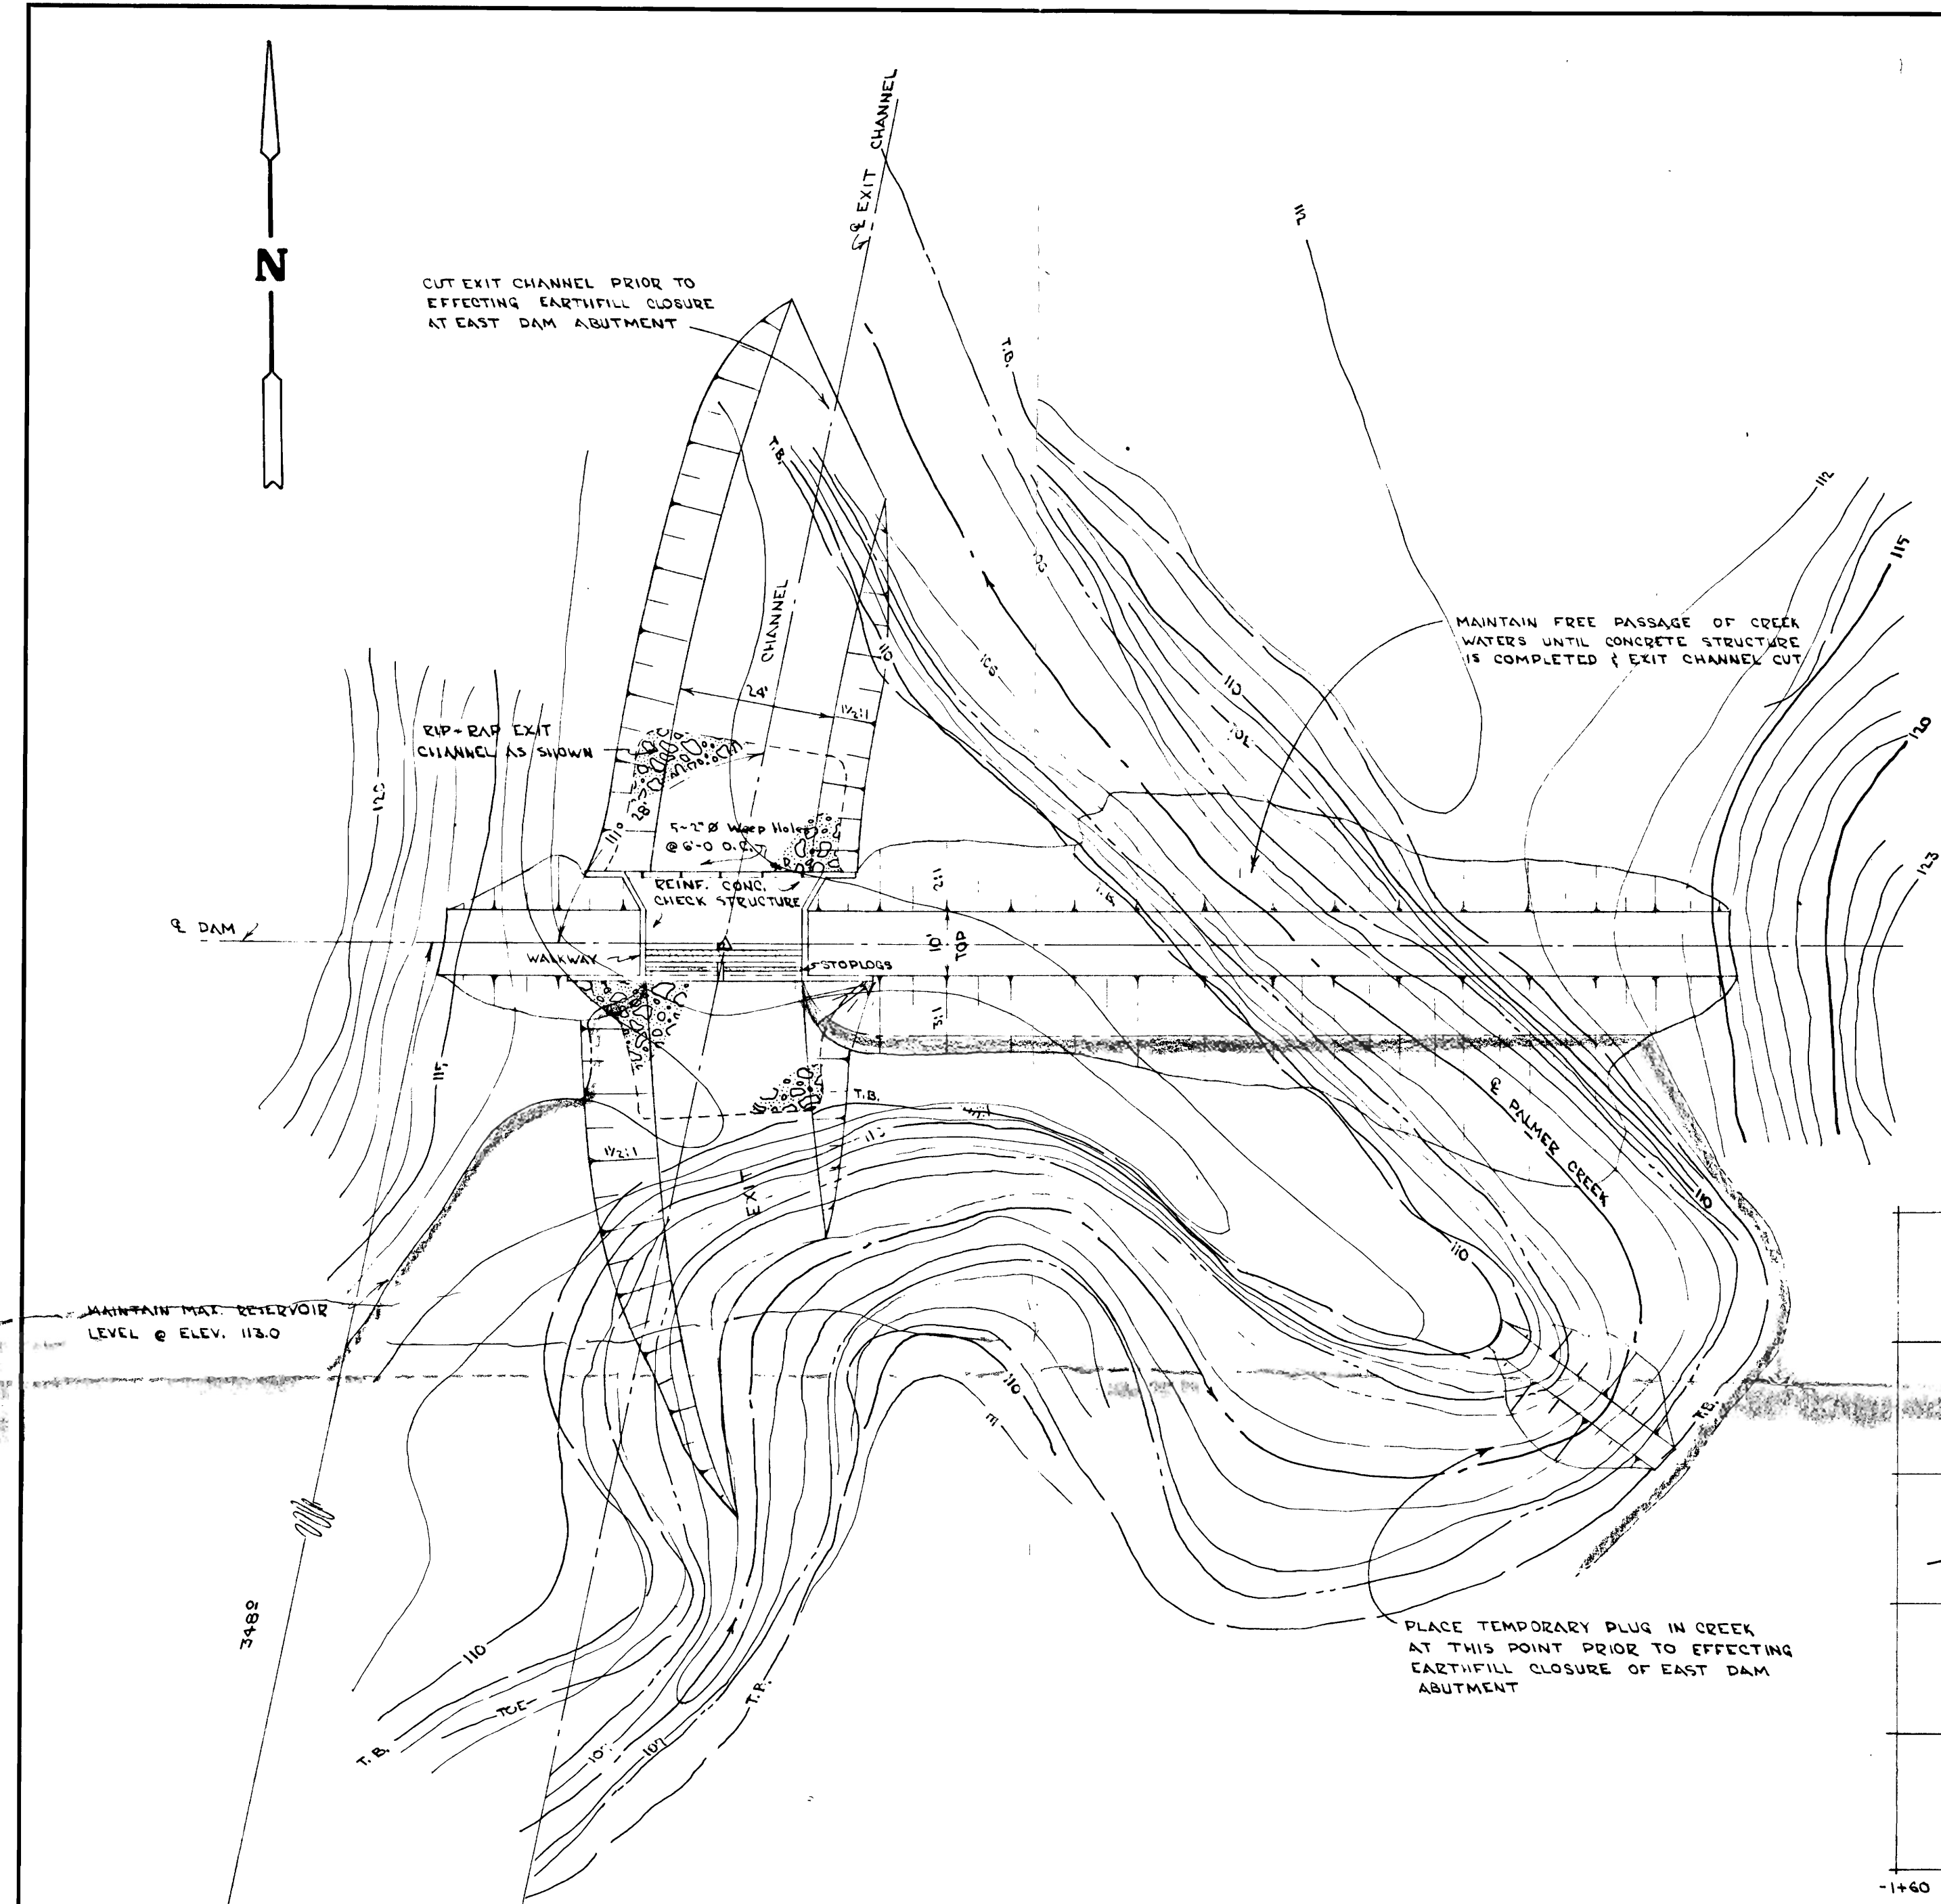 N
℄ EXIT CHANNEL
CUT EXIT CHANNEL PRIOR TO
EFFECTING EARTHFILL CLOSURE
AT EAST DAM ABUTMENT
T.B.
T.B.
112
115
120
123
MAINTAIN FREE PASSAGE OF CREEK
WATERS UNTIL CONCRETE STRUCTURE
IS COMPLETED & EXIT CHANNEL CUT
CHANNEL
110
110
24'
1½:1
RIP-RAP EXIT
CHANNEL AS SHOWN
28'
111°
5-2"Ø Weep Holes
@ 6'-0 O.C.
REINF. CONC.
CHECK STRUCTURE
℄ DAM
WALKWAY
STOPLOGS
2:1
10'
TOP
3:1
115
T.B.
1½:1
EXIT
℄ PALMER CREEK
110
110
MAINTAIN MAX. RESERVOIR
LEVEL @ ELEV. 113.0
110
T.B.
348°
110
TOE
T.B.
107
PLACE TEMPORARY PLUG IN CREEK
AT THIS POINT PRIOR TO EFFECTING
EARTHFILL CLOSURE OF EAST DAM
ABUTMENT
-1+60